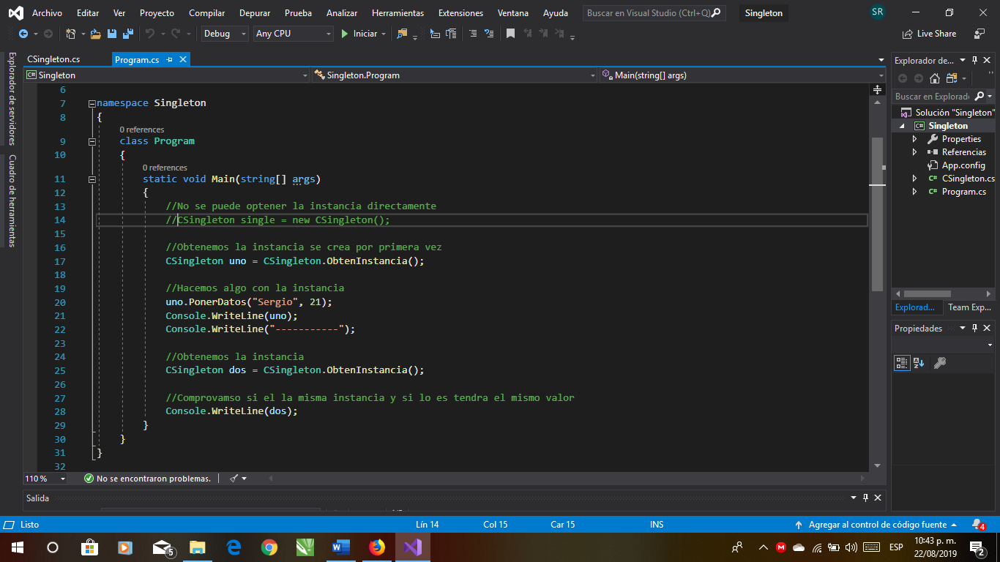 Archivo Editar Ver Proyecto Compilar Depurar Prueba Analizar Herramientas Extensiones Ventana Ayuda Buscar en Visual Studio (Ctrl+Q) Singleton SR
Debug Any CPU Iniciar Live Share
Explorador de servidores
Cuadro de herramientas
CSingleton.cs Program.cs
C# Singleton Singleton.Program Main(string[] args)
6
7 namespace Singleton
8 {
0 references
9 class Program
10 {
0 references
11 static void Main(string[] args)
12 {
13 //No se puede optener la instancia directamente
14 //CSingleton single = new CSingleton();
15
16 //Obtenemos la instancia se crea por primera vez
17 CSingleton uno = CSingleton.ObtenInstancia();
18
19 //Hacemos algo con la instancia
20 uno.PonerDatos("Sergio", 21);
21 Console.WriteLine(uno);
22 Console.WriteLine("-----------");
23
24 //Obtenemos la instancia
25 CSingleton dos = CSingleton.ObtenInstancia();
26
27 //Comprovamso si el la misma instancia y si lo es tendra el mismo valor
28 Console.WriteLine(dos);
29 }
30 }
31 }
32
110 % No se encontraron problemas.
Salida
Explorador de...
Buscar en Explorado
Solución "Singleton"
C# Singleton
Properties
Referencias
App.config
C# CSingleton.cs
C# Program.cs
Explorad... Team Exp...
Propiedades
Listo Lín 14 Col 15 Car 15 INS Agregar al control de código fuente 4
5 ESP 10:43 p. m.
22/08/2019 2